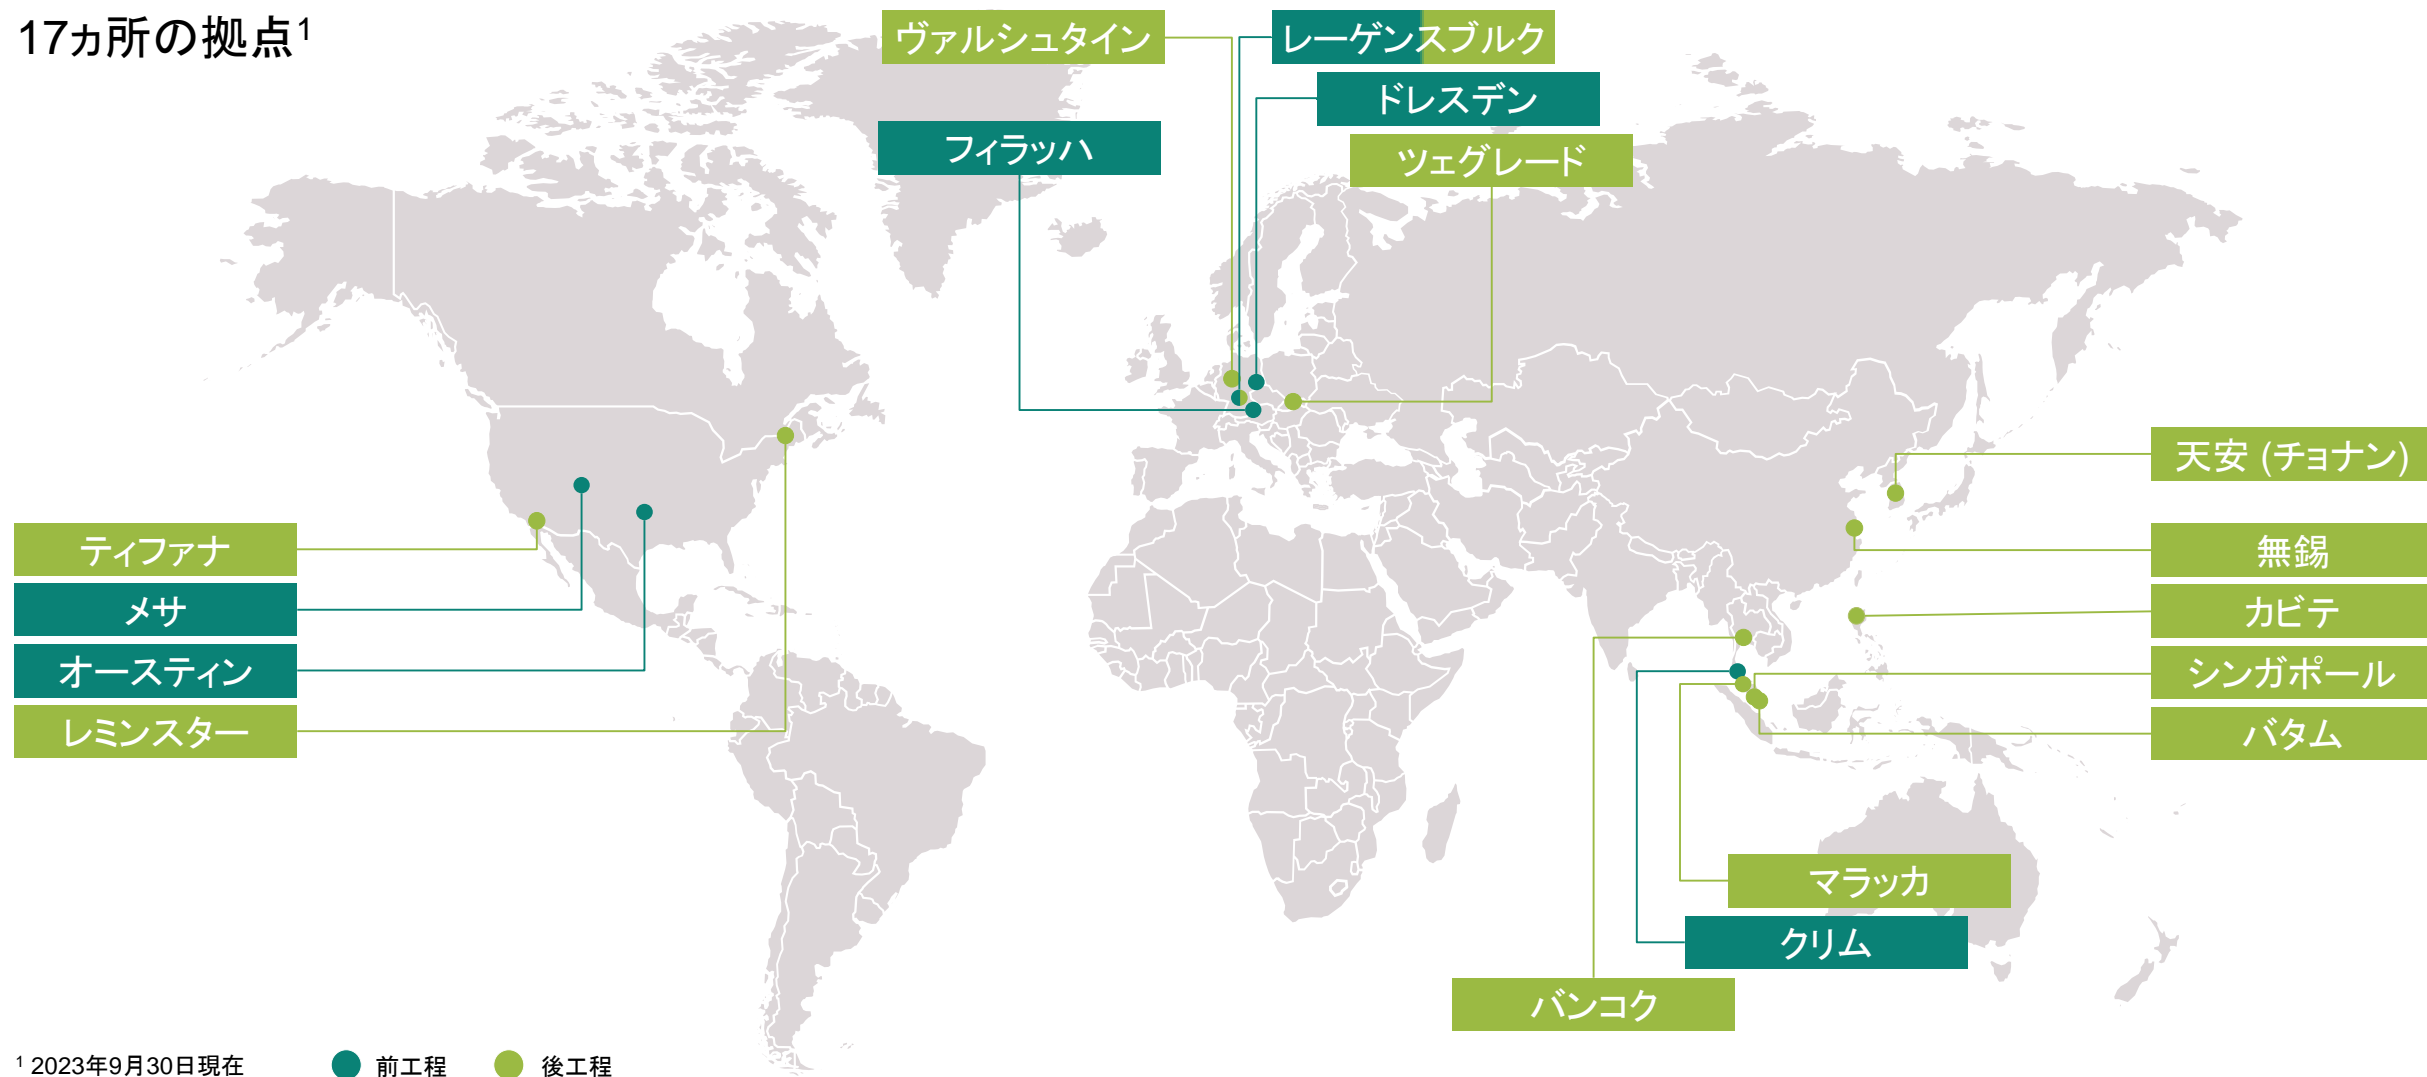 17ヵ所の拠点1
ヴァルシュタイン
レーゲンスブルク
ドレスデン
フィラッハ
ツェグレード
天安 (チョナン)
ティファナ
無錫
メサ
カビテ
オースティン
シンガポール
レミンスター
バタム
マラッカ
クリム
バンコク
1 2023年9月30日現在
前工程
後工程